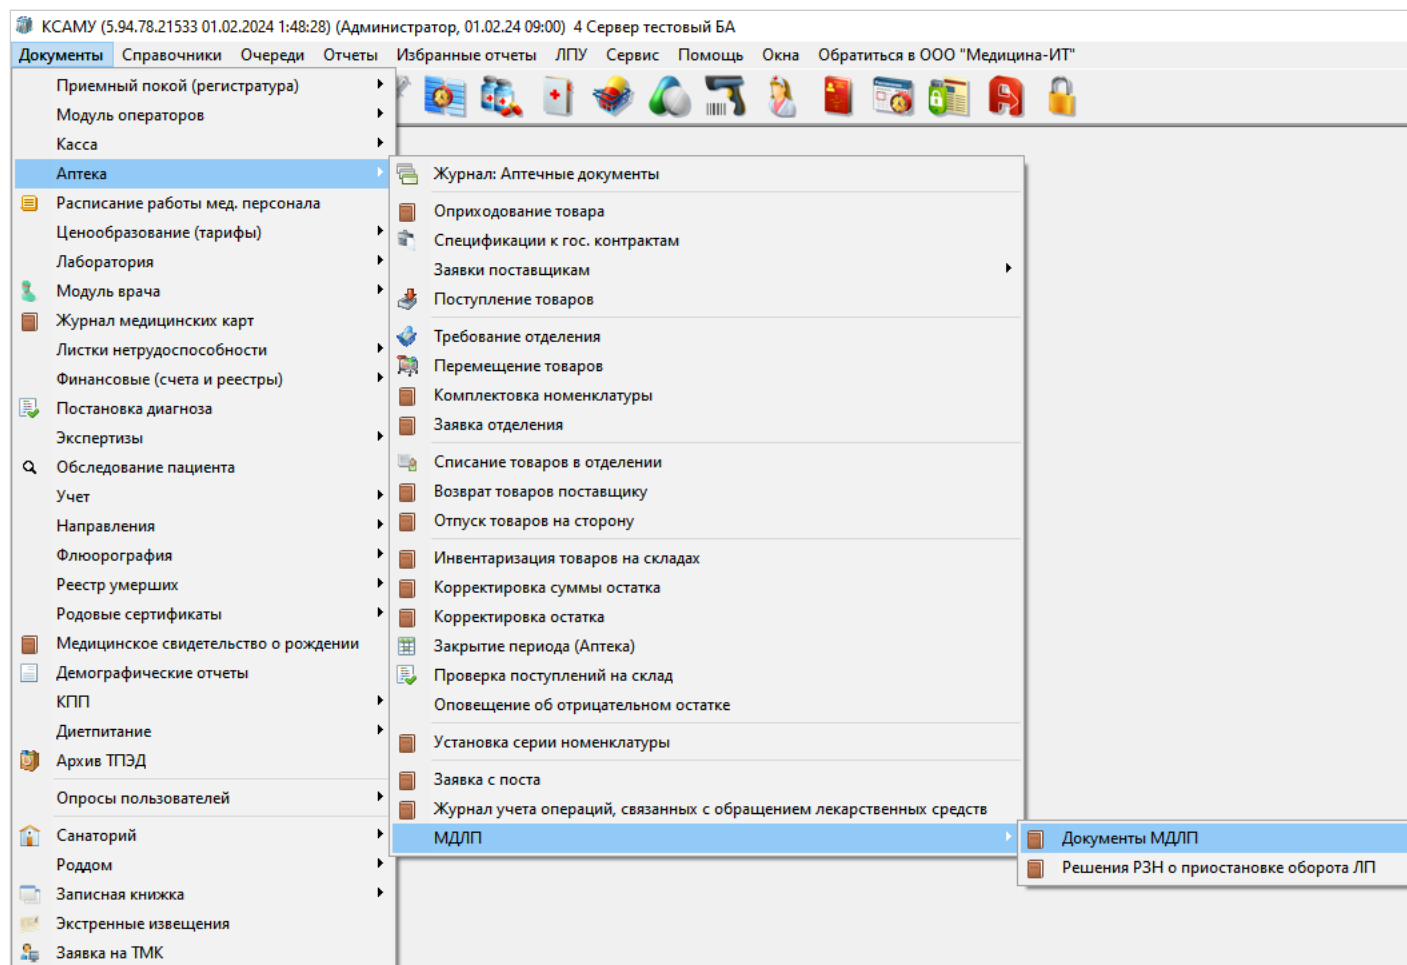 КСАМУ (5.94.78.21533 01.02.2024 1:48:28) (Администратор, 01.02.24 09:00) 4 Сервер тестовый БА
Документы Справочники Очереди Отчеты Избранные отчеты ЛПУ Сервис Помощь Окна Обратиться в ООО "Медицина-ИТ"
Приемный покой (регистратура)
Модуль операторов
Касса
Аптека
Расписание работы мед. персонала
Ценообразование (тарифы)
Лаборатория
Модуль врача
Журнал медицинских карт
Листки нетрудоспособности
Финансовые (счета и реестры)
Постановка диагноза
Экспертизы
Обследование пациента
Учет
Направления
Флюорография
Реестр умерших
Родовые сертификаты
Медицинское свидетельство о рождении
Демографические отчеты
КПП
Диетпитание
Архив ТПЭД
Опросы пользователей
Санаторий
Роддом
Записная книжка
Экстренные извещения
Заявка на ТМК
Журнал: Аптечные документы
Оприходование товара
Спецификации к гос. контрактам
Заявки поставщикам
Поступление товаров
Требование отделения
Перемещение товаров
Комплектовка номенклатуры
Заявка отделения
Списание товаров в отделении
Возврат товаров поставщику
Отпуск товаров на сторону
Инвентаризация товаров на складах
Корректировка суммы остатка
Корректировка остатка
Закрытие периода (Аптека)
Проверка поступлений на склад
Оповещение об отрицательном остатке
Установка серии номенклатуры
Заявка с поста
Журнал учета операций, связанных с обращением лекарственных средств
МДЛП
Документы МДЛП
Решения РЗН о приостановке оборота ЛП